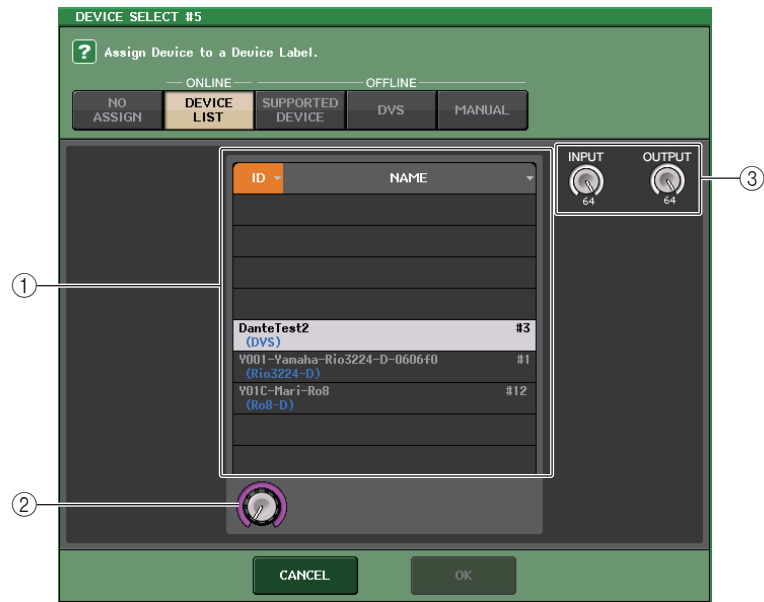 DEVICE SELECT #5
? Assign Device to a Device Label.
ONLINE OFFLINE
NO ASSIGN
DEVICE LIST
SUPPORTED DEVICE
DVS
MANUAL
ID NAME
INPUT OUTPUT
64 64
③
①
DanteTest2 #3
(DVS)
Y001-Yamaha-Rio3224-D-0606f0 #1
(Rio3224-D)
Y01C-Mari-Ro8 #12
(Ro8-D)
②
CANCEL OK